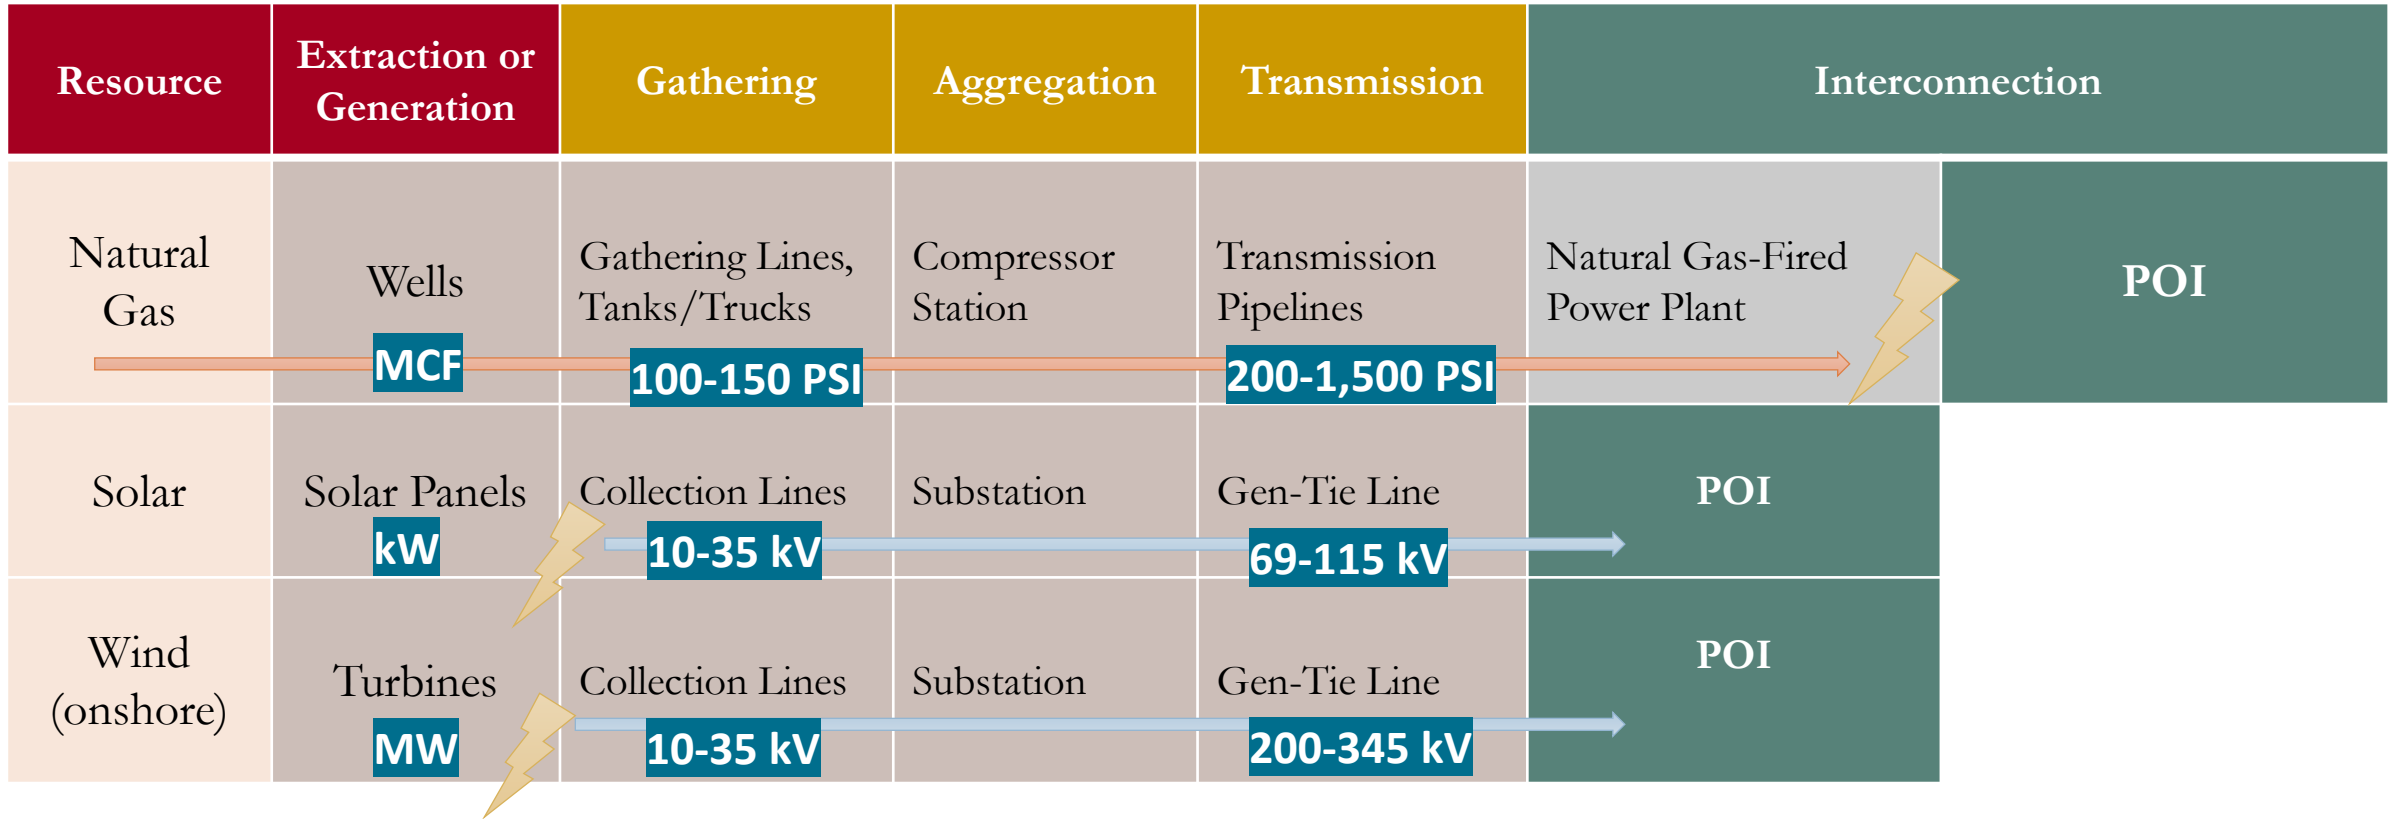 Resource
Extraction or
Generation
Gathering
Aggregation
Transmission
Interconnection
Natural
Gas
Wells
MCF
Gathering Lines,
Tanks/Trucks
100-150 PSI
Compressor
Station
Transmission
Pipelines
200-1,500 PSI
Natural Gas-Fired
Power Plant
POI
Solar
Solar Panels
kW
Collection Lines
10-35 kV
Substation
Gen-Tie Line
69-115 kV
POI
Wind
(onshore)
Turbines
MW
Collection Lines
10-35 kV
Substation
Gen-Tie Line
200-345 kV
POI